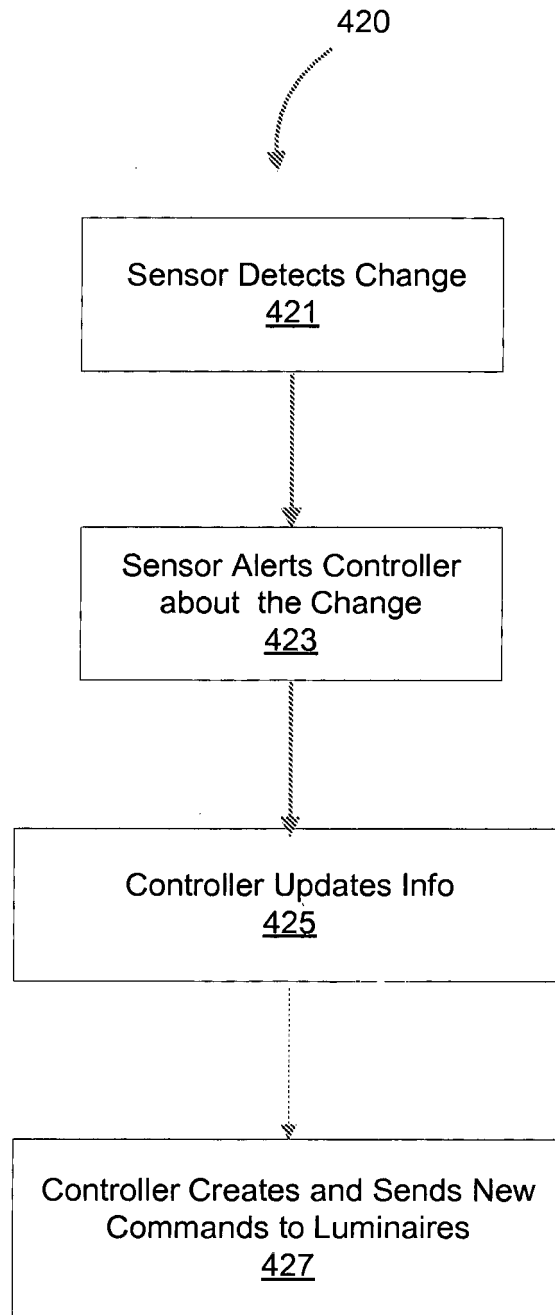 420
Sensor Detects Change
421
Sensor Alerts Controller
about the Change
423
Controller Updates Info
425
Controller Creates and Sends New
Commands to Luminaires
427